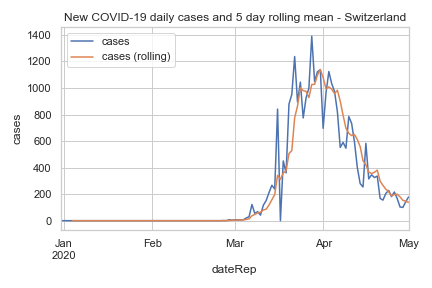 New COVID-19 daily cases and 5 day rolling mean - Switzerland
cases
cases (rolling)
1400
1200
1000
800
600
400
200
0
cases
Jan
2020
Feb
Mar
Apr
May
dateRep